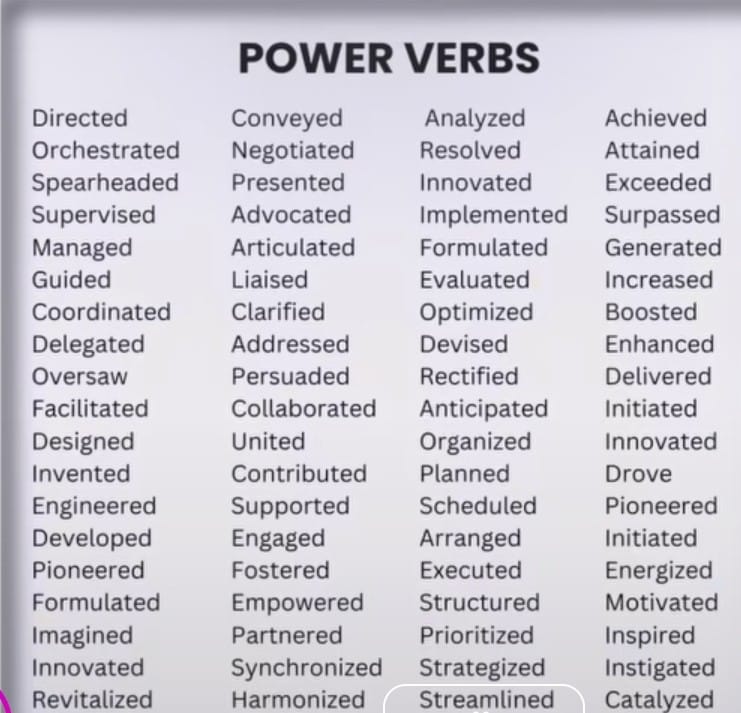 POWER VERBS
Directed Conveyed Analyzed Achieved
Orchestrated Negotiated Resolved Attained
Spearheaded Presented Innovated Exceeded
Supervised Advocated Implemented Surpassed
Managed Articulated Formulated Generated
Guided Liaised Evaluated Increased
Coordinated Clarified Optimized Boosted
Delegated Addressed Devised Enhanced
Oversaw Persuaded Rectified Delivered
Facilitated Collaborated Anticipated Initiated
Designed United Organized Innovated
Invented Contributed Planned Drove
Engineered Supported Scheduled Pioneered
Developed Engaged Arranged Initiated
Pioneered Fostered Executed Energized
Formulated Empowered Structured Motivated
Imagined Partnered Prioritized Inspired
Innovated Synchronized Strategized Instigated
Revitalized Harmonized Streamlined Catalyzed